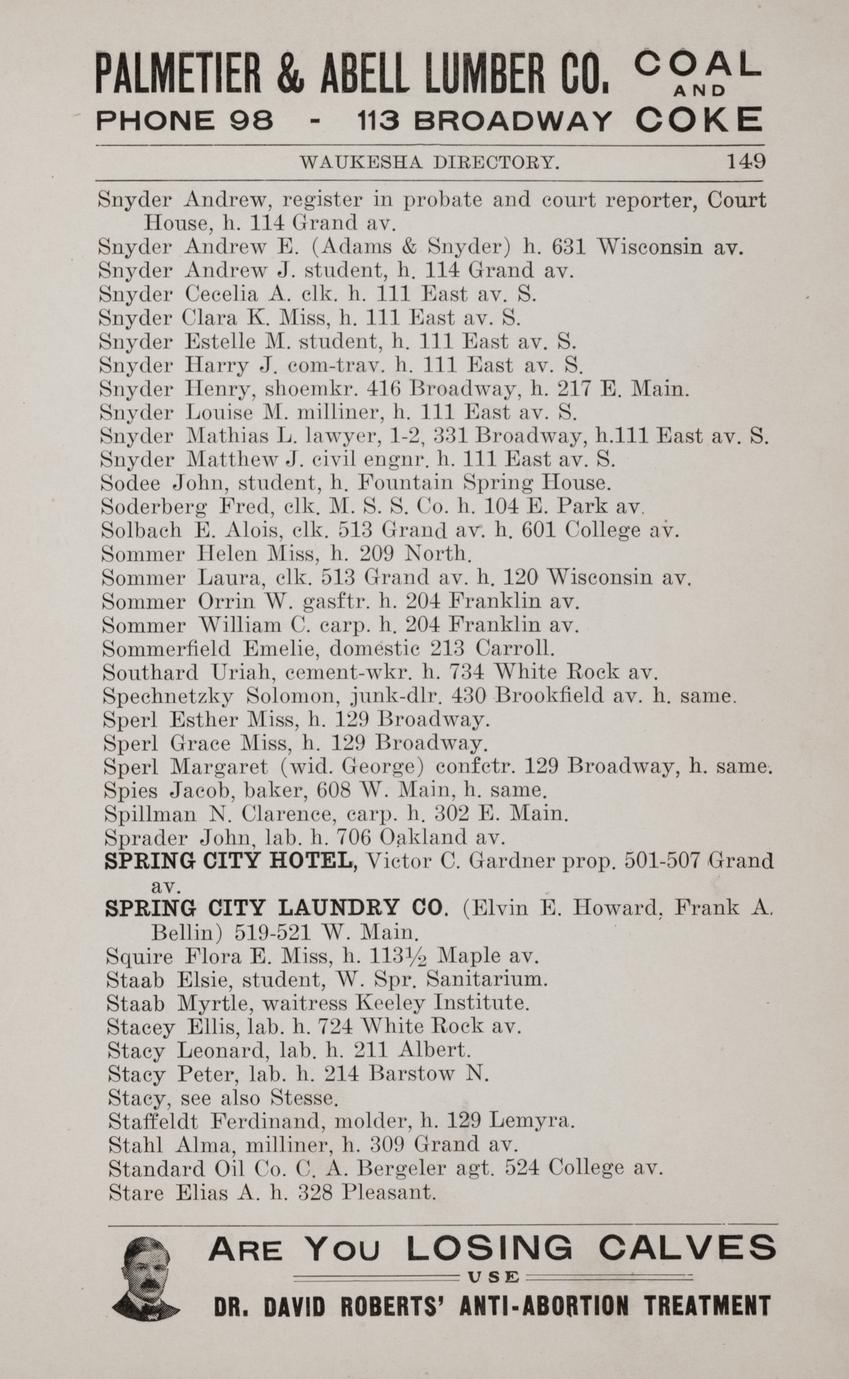 PALMETIER & ABELL LUMBER CO. COAL
AND
PHONE 98 - 113 BROADWAY COKE
WAUKESHA DIRECTORY. 149
Snyder Andrew, register in probate and court reporter, Court
House, h. 114 Grand av.
Snyder Andrew E. (Adams & Snyder) h. 631 Wisconsin av.
Snyder Andrew J. student, h. 114 Grand av.
Snyder Cecelia A. clk. h. 111 East av. S.
Snyder Clara K. Miss, h. 111 East av. S.
Snyder Estelle M. student, h. 111 East av. S.
Snyder Harry J. com-trav. h. 111 East av. S.
Snyder Henry, shoemkr. 416 Broadway, h. 217 E. Main.
Snyder Louise M. milliner, h. 111 East av. S.
Snyder Mathias L. lawyer, 1-2, 331 Broadway, h.111 East av. S.
Snyder Matthew J. civil engnr. h. 111 East av. S.
Sodee John, student, h. Fountain Spring House.
Soderberg Fred, clk. M. S. S. Co. h. 104 E. Park av.
Solbach E. Alois, clk. 513 Grand av. h. 601 College av.
Sommer Helen Miss, h. 209 North.
Sommer Laura, clk. 513 Grand av. h. 120 Wisconsin av.
Sommer Orrin W. gasftr. h. 204 Franklin av.
Sommer William C. carp. h. 204 Franklin av.
Sommerfield Emelie, domestic 213 Carroll.
Southard Uriah, cement-wkr. h. 734 White Rock av.
Spechnetzky Solomon, junk-dlr. 430 Brookfield av. h. same.
Sperl Esther Miss, h. 129 Broadway.
Sperl Grace Miss, h. 129 Broadway.
Sperl Margaret (wid. George) confctr. 129 Broadway, h. same.
Spies Jacob, baker, 608 W. Main, h. same.
Spillman N. Clarence, carp. h. 302 E. Main.
Sprader John, lab. h. 706 Oakland av.
SPRING CITY HOTEL, Victor C. Gardner prop. 501-507 Grand
av.
SPRING CITY LAUNDRY CO. (Elvin E. Howard, Frank A.
Bellin) 519-521 W. Main.
Squire Flora E. Miss, h. 113½ Maple av.
Staab Elsie, student, W. Spr. Sanitarium.
Staab Myrtle, waitress Keeley Institute.
Stacey Ellis, lab. h. 724 White Rock av.
Stacy Leonard, lab. h. 211 Albert.
Stacy Peter, lab. h. 214 Barstow N.
Stacy, see also Stesse.
Staffeldt Ferdinand, molder, h. 129 Lemyra.
Stahl Alma, milliner, h. 309 Grand av.
Standard Oil Co. C. A. Bergeler agt. 524 College av.
Stare Elias A. h. 328 Pleasant.
ARE YOU LOSING CALVES
USE
DR. DAVID ROBERTS' ANTI-ABORTION TREATMENT